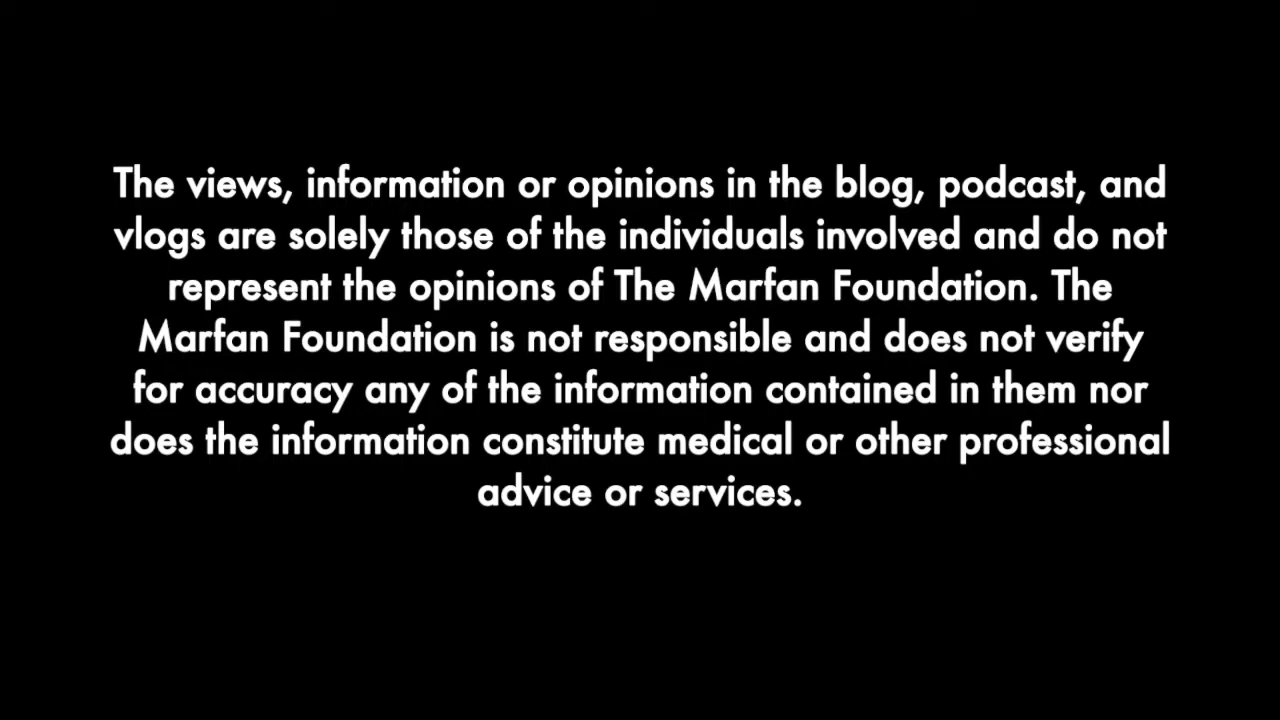 The views, information or opinions in the blog, podcast, and
vlogs are solely those of the individuals involved and do not
represent the opinions of The Marfan Foundation. The
Marfan Foundation is not responsible and does not verify
for accuracy any of the information contained in them nor
does the information constitute medical or other professional
advice or services.